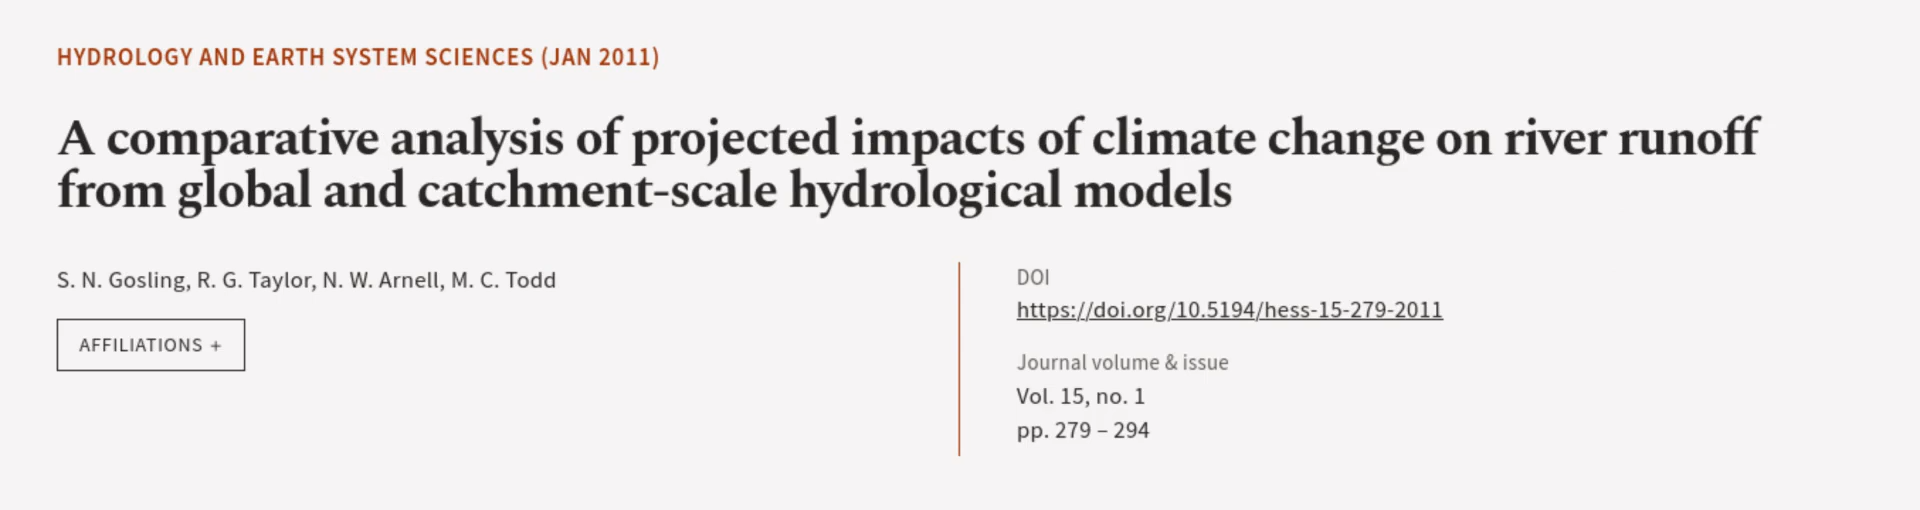 HYDROLOGY AND EARTH SYSTEM SCIENCES (JAN 2011)
A comparative analysis of projected impacts of climate change on river runoff
from global and catchment-scale hydrological models
S. N. Gosling, R. G. Taylor, N. W. Arnell, M. C. Todd
AFFILIATIONS +
DOI
https://doi.org/10.5194/hess-15-279-2011
Journal volume & issue
Vol. 15, no. 1
pp. 279 – 294